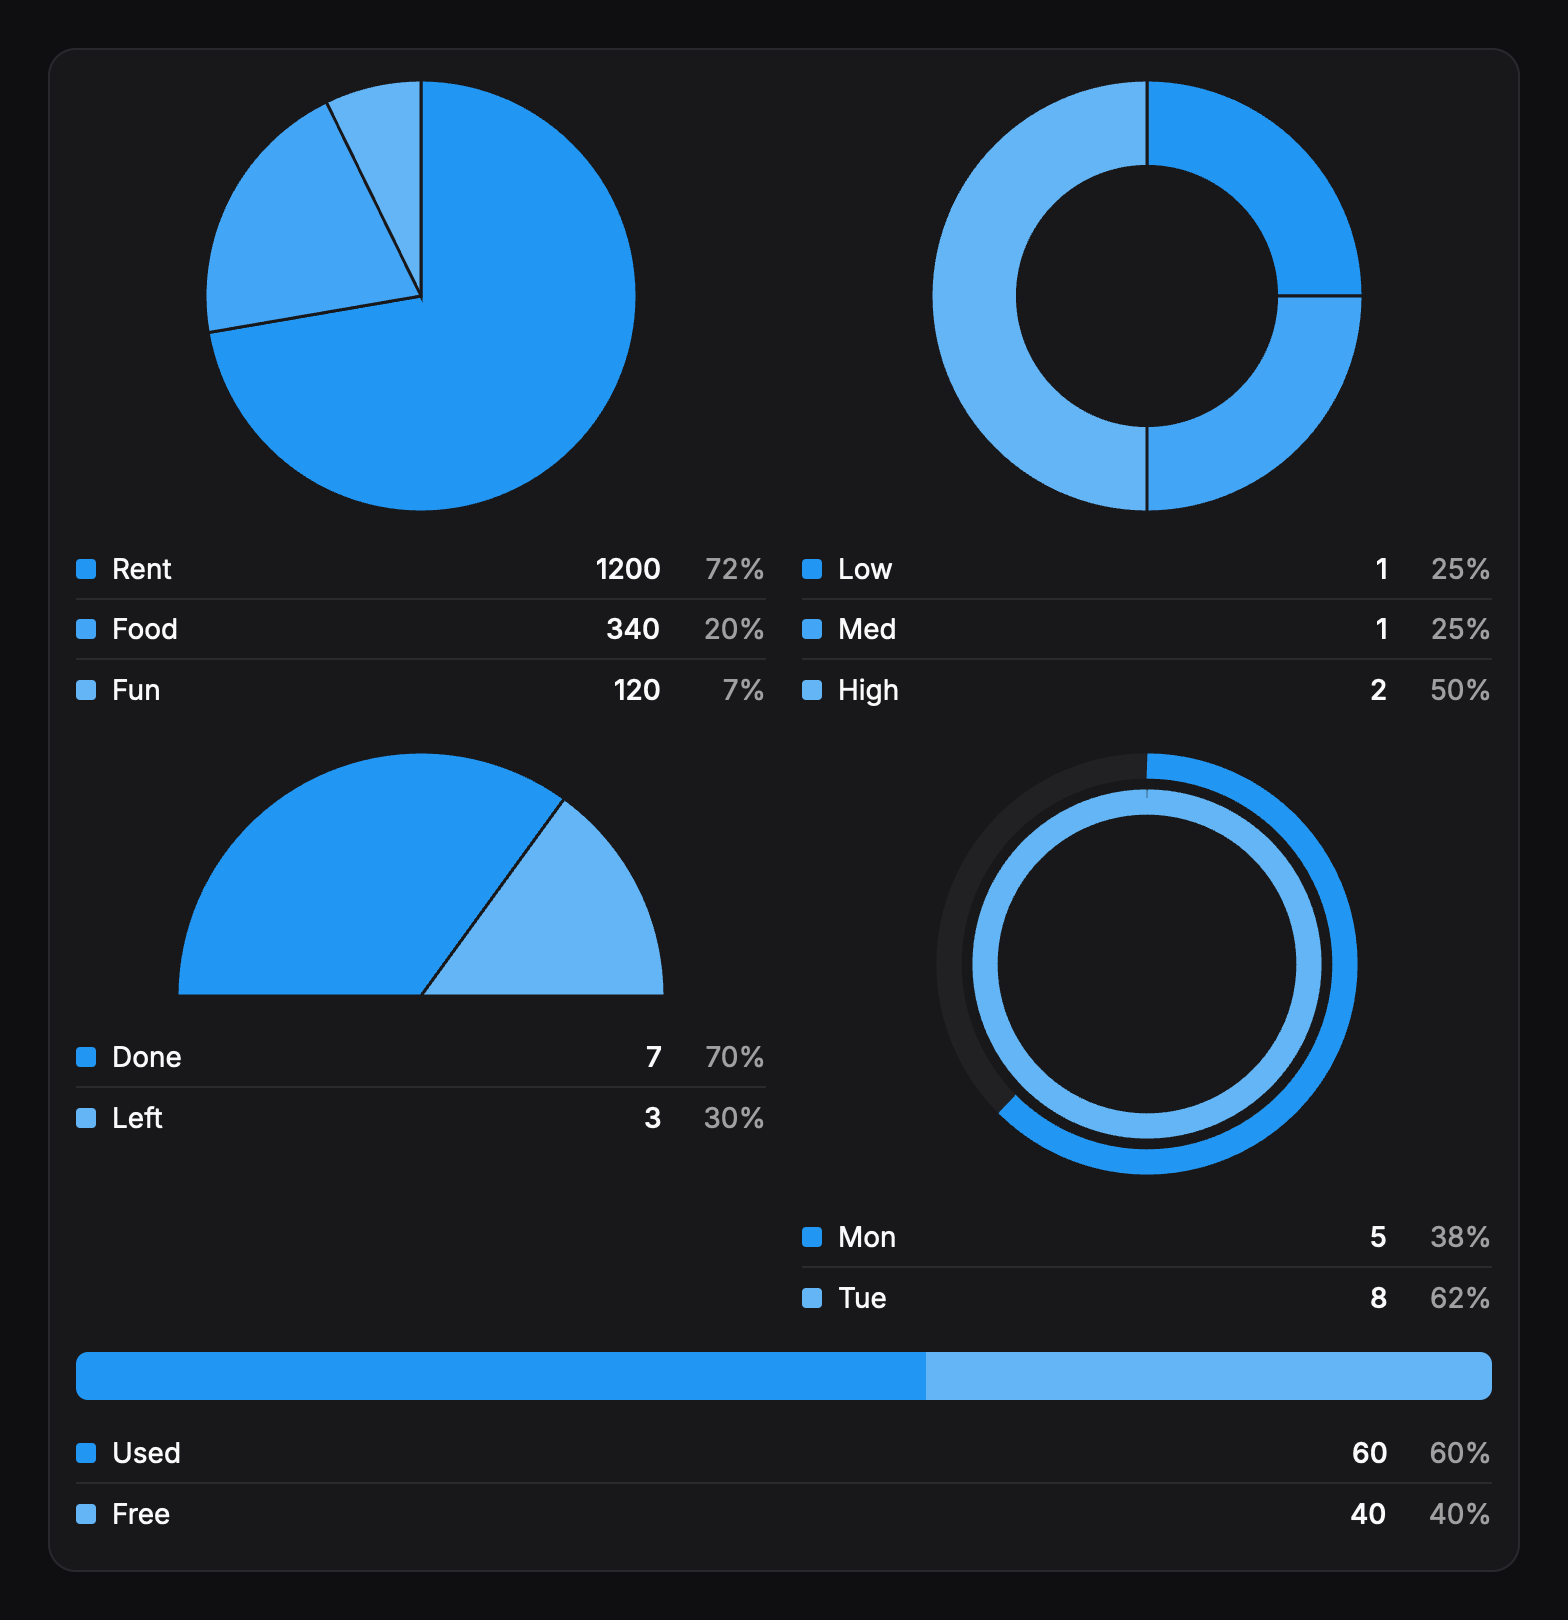 Rent 1200 72%
Food 340 20%
Fun 120 7%
Low 1 25%
Med 1 25%
High 2 50%
Done 7 70%
Left 3 30%
Mon 5 38%
Tue 8 62%
Used 60 60%
Free 40 40%